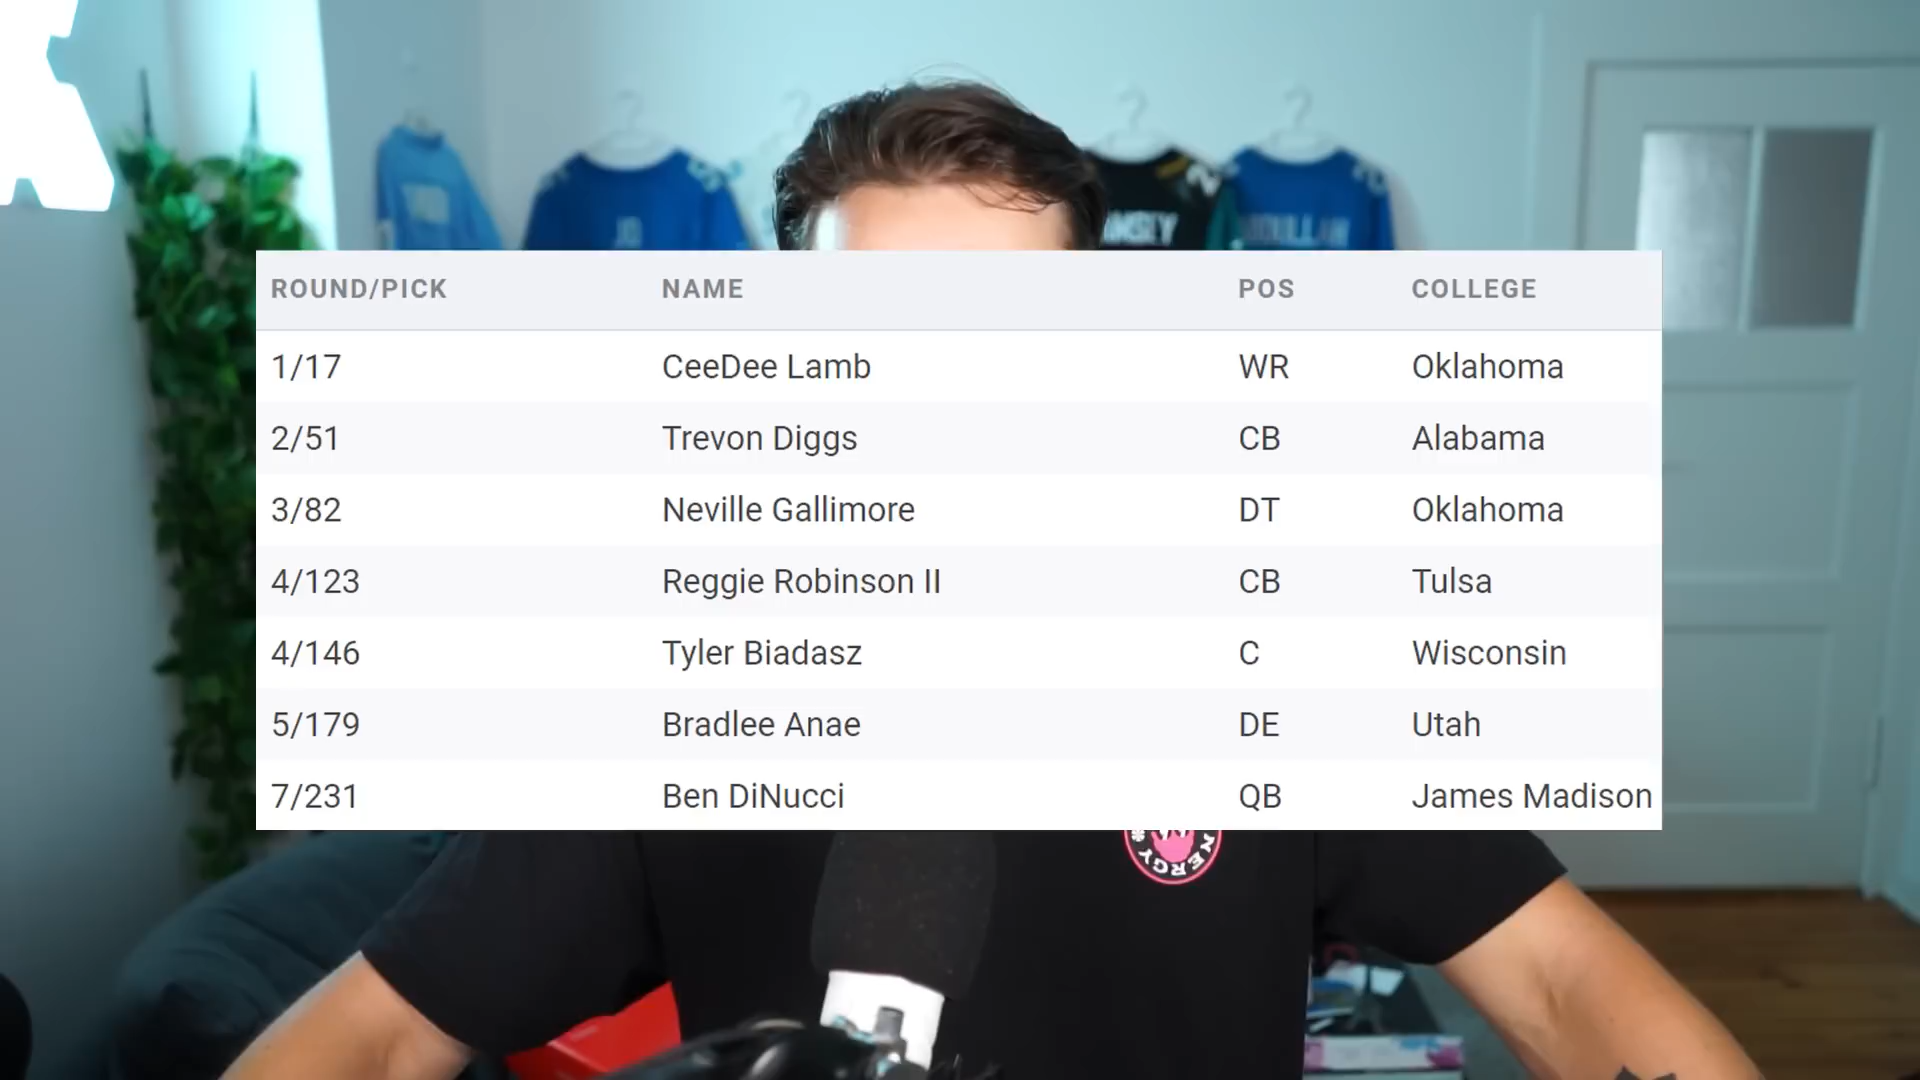 ROUND/PICK NAME POS COLLEGE
1/17 CeeDee Lamb WR Oklahoma
2/51 Trevon Diggs CB Alabama
3/82 Neville Gallimore DT Oklahoma
4/123 Reggie Robinson II CB Tulsa
4/146 Tyler Biadasz C Wisconsin
5/179 Bradlee Anae DE Utah
7/231 Ben DiNucci QB James Madison